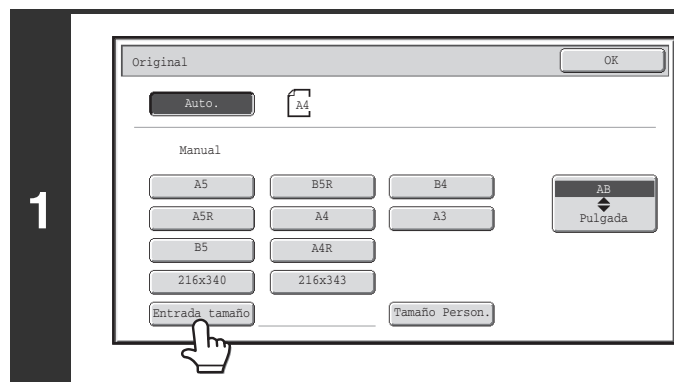 1
Original OK
Auto. A4
Manual
A5 B5R B4 AB
A5R A4 A3 Pulgada
B5 A4R
216x340 216x343
Entrada tamaño Tamaño Person.